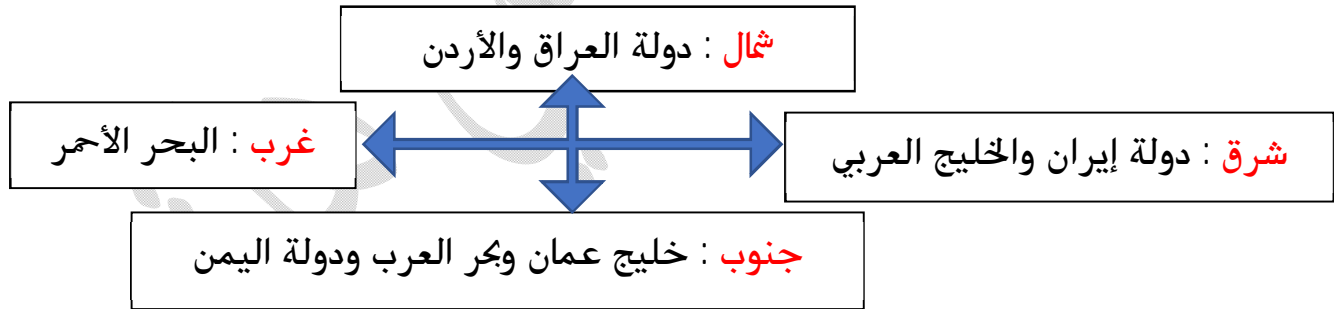 شمال : دولة العراق والأردن
شرق : دولة إيران والخليج العربي
غرب : البحر الأحمر
جنوب : خليج عمان وبحر العرب ودولة اليمن